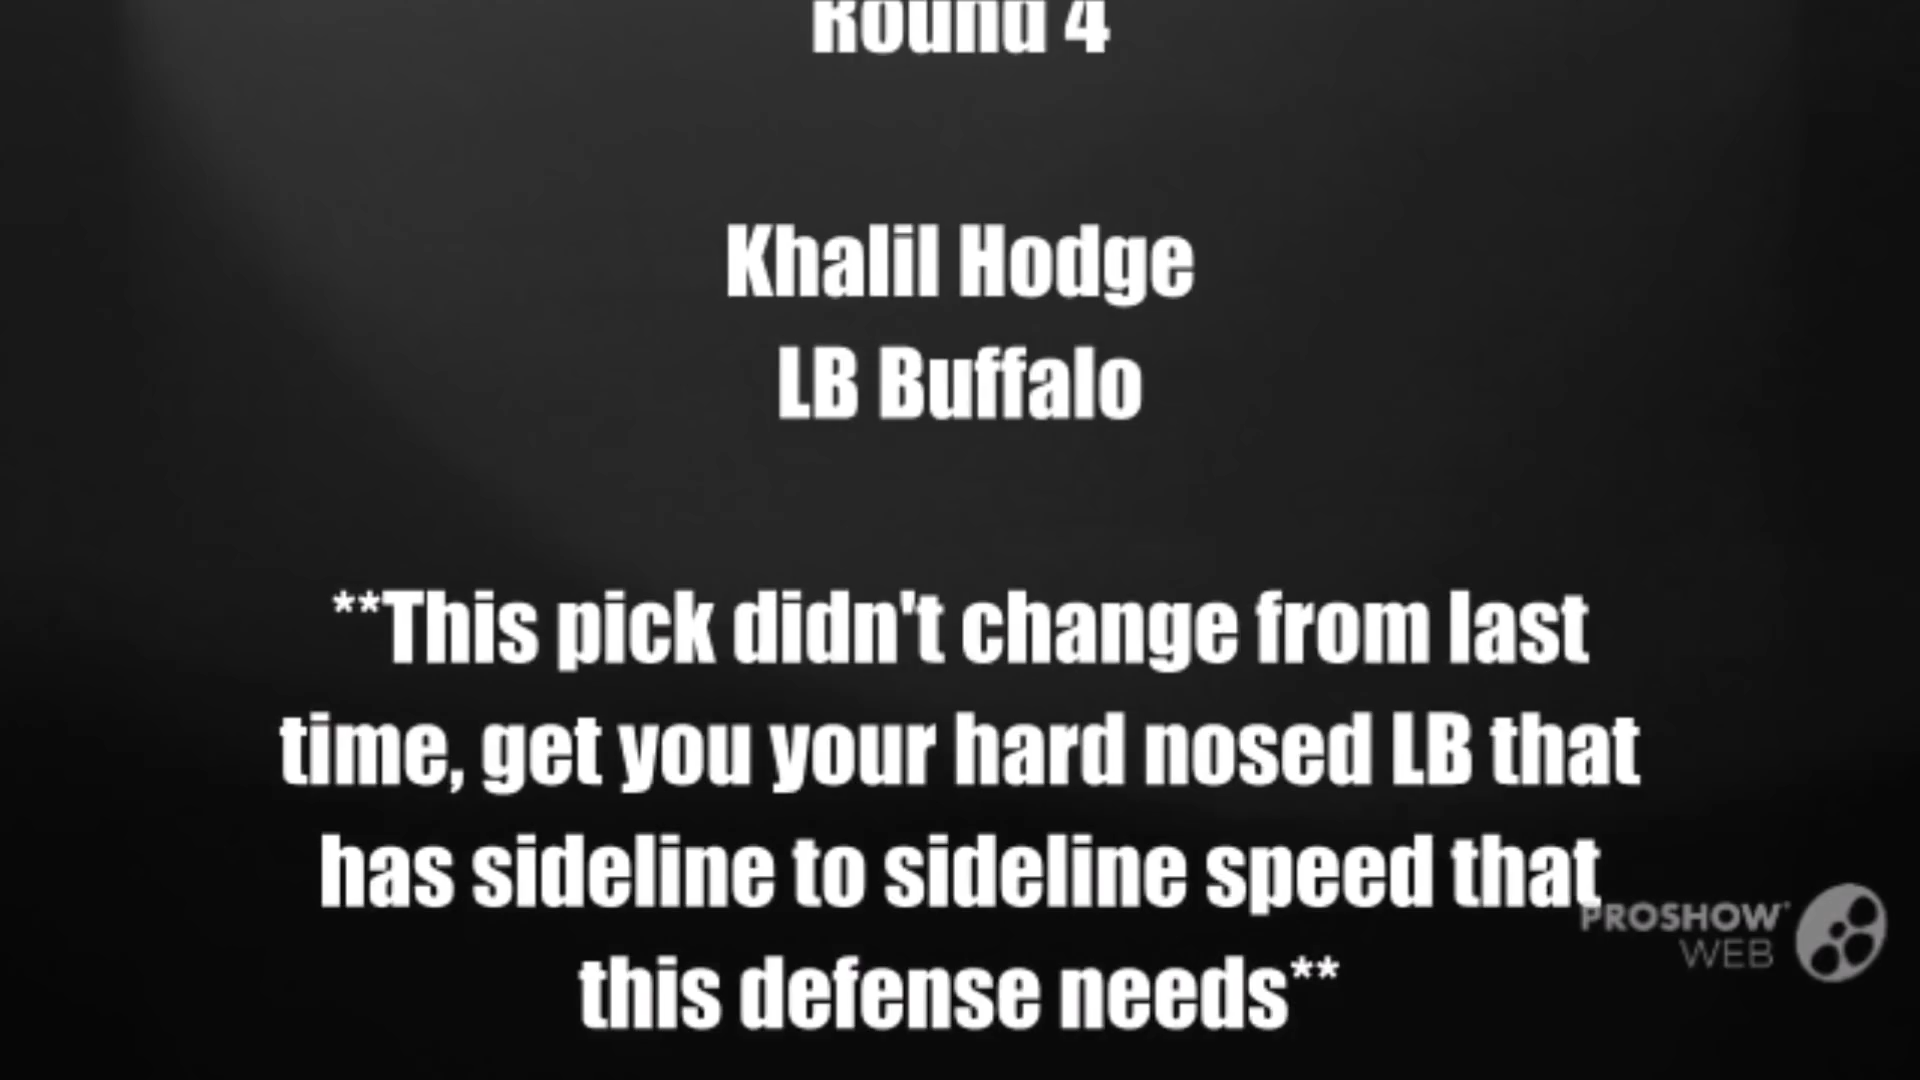 Round 4
Khalil Hodge
LB Buffalo
**This pick didn't change from last
time, get you your hard nosed LB that
has sideline to sideline speed that
this defense needs**
PROSHOW
WEB